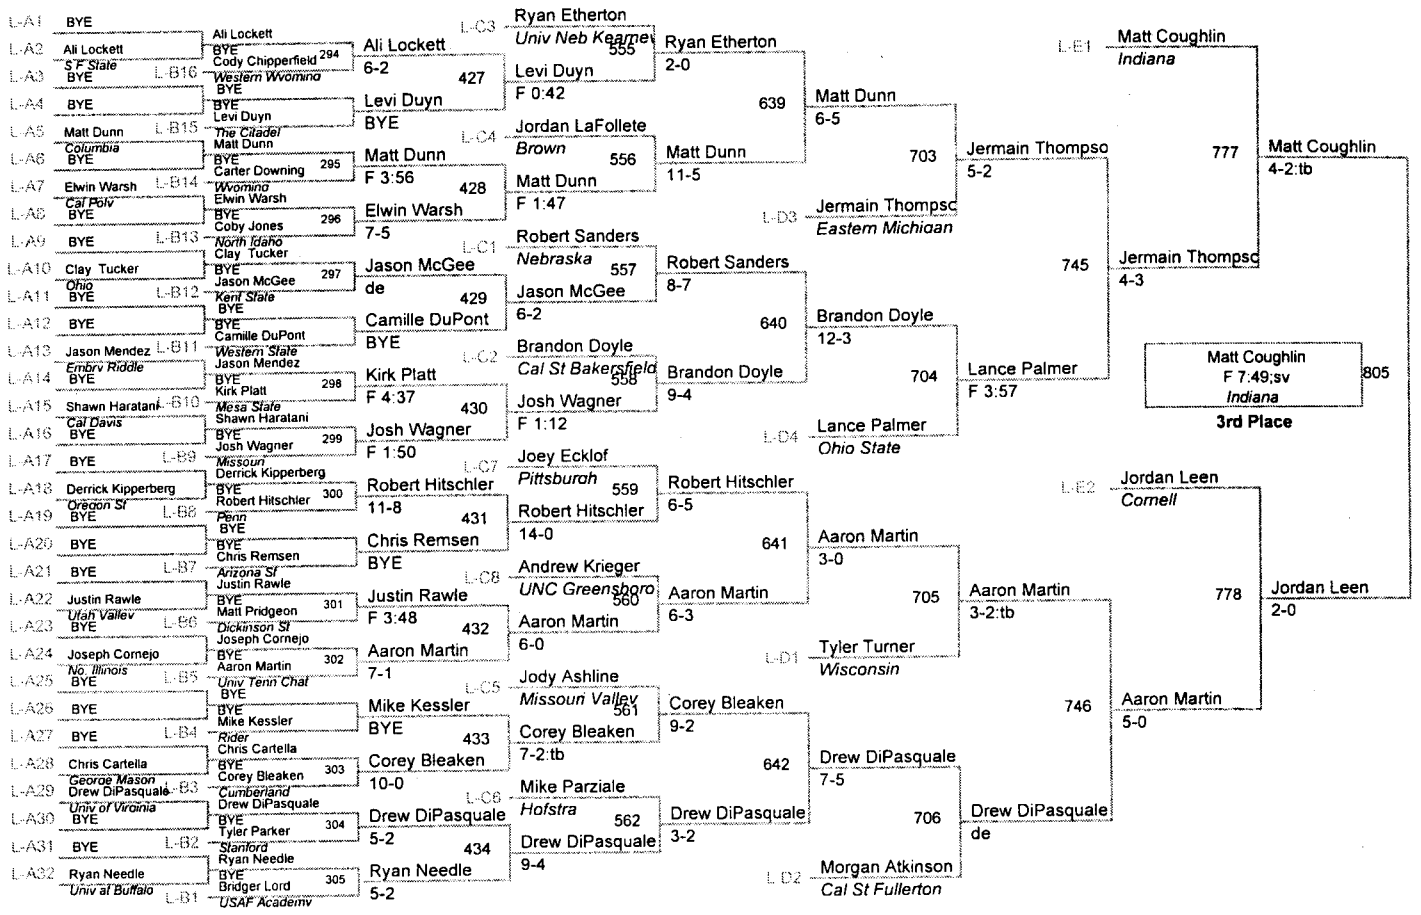 L-A1 BYE
L-A2 Ali Lockett
S F State
L-A3 BYE
L-A4 BYE
L-A5 Matt Dunn
Columbia
L-A6 BYE
L-A7 Elwin Warsh
Cal Poly
L-A8 BYE
L-A9 BYE
L-A10 Clay Tucker
Ohio
L-A11 BYE
L-A12 BYE
L-A13 Jason Mendez
Embry Riddle
L-A14 BYE
L-A15 Shawn Haratani
Cal Davis
L-A16 BYE
L-A17 BYE
L-A18 Derrick Kipperberg
Oregon St
L-A19 BYE
L-A20 BYE
L-A21 BYE
L-A22 Justin Rawle
Utah Valley
L-A23 BYE
L-A24 Joseph Cornejo
No. Illinois
L-A25 BYE
L-A26 BYE
L-A27 BYE
L-A28 Chris Cartella
George Mason
L-A29 Drew DiPasquale
Univ of Virginia
L-A30 BYE
L-A31 BYE
L-A32 Ryan Needle
Univ at Buffalo
Ali Lockett
BYE
294
L-B16 Cody Chipperfield
Western Wyoming
BYE
BYE
L-B15 Levi Duyn
The Citadel
Matt Dunn
BYE
295
L-B14 Carter Downing
Wyoming
Elwin Warsh
BYE
296
L-B13 Coby Jones
North Idaho
Clay Tucker
BYE
297
L-B12 Jason McGee
Kent State
BYE
BYE
L-B11 Camille DuPont
Western State
Jason Mendez
BYE
298
L-B10 Kirk Platt
Mesa State
Shawn Haratani
BYE
299
L-B9 Josh Wagner
Missouri
Derrick Kipperberg
BYE
300
L-B8 Robert Hitschler
Penn
BYE
BYE
L-B7 Chris Remsen
Arizona St
Justin Rawle
BYE
301
L-B6 Matt Pridgeon
Dickinson St
Joseph Cornejo
BYE
302
L-B5 Aaron Martin
Univ Tenn Chat
BYE
BYE
L-B4 Mike Kessler
Rider
Chris Cartella
BYE
303
L-B3 Corey Bleaken
Cumberland
Drew DiPasquale
BYE
304
L-B2 Tyler Parker
Stanford
Ryan Needle
BYE
305
L-B1 Bridger Lord
USAF Academy
Ali Lockett
6-2
427
Levi Duyn
BYE
Matt Dunn
F 3:56
428
Elwin Warsh
7-5
Jason McGee
de
429
Camille DuPont
BYE
Kirk Platt
F 4:37
430
Josh Wagner
F 1:50
Robert Hitschler
11-8
431
Chris Remsen
BYE
Justin Rawle
F 3:48
432
Aaron Martin
7-1
Mike Kessler
BYE
433
Corey Bleaken
10-0
Drew DiPasquale
5-2
434
Ryan Needle
5-2
L-C3 Ryan Etherton
Univ Neb Kearney
555
Levi Duyn
F 0:42
L-C4 Jordan LaFollete
Brown
556
Matt Dunn
F 1:47
L-C1 Robert Sanders
Nebraska
557
Jason McGee
6-2
L-C2 Brandon Doyle
Cal St Bakersfield
558
Josh Wagner
F 1:12
L-C7 Joey Ecklof
Pittsburgh
559
Robert Hitschler
14-0
L-C8 Andrew Krieger
UNC Greensboro
560
Aaron Martin
6-0
L-C5 Jody Ashline
Missouri Valley
561
Corey Bleaken
7-2:tb
L-C6 Mike Parziale
Hofstra
562
Drew DiPasquale
9-4
Ryan Etherton
2-0
639
Matt Dunn
11-5
Robert Sanders
8-7
640
Brandon Doyle
9-4
Robert Hitschler
6-5
641
Aaron Martin
6-3
Corey Bleaken
9-2
642
Drew DiPasquale
3-2
Matt Dunn
6-5
703
L-D3 Jermain Thompsc
Eastern Michigan
Brandon Doyle
12-3
704
L-D4 Lance Palmer
Ohio State
Aaron Martin
3-0
705
L-D1 Tyler Turner
Wisconsin
Drew DiPasquale
7-5
706
L-D2 Morgan Atkinson
Cal St Fullerton
Jermain Thompso
5-2
745
Lance Palmer
F 3:57
Aaron Martin
3-2:tb
746
Drew DiPasquale
de
L-E1 Matt Coughlin
Indiana
777
Jermain Thompsc
4-3
L-E2 Jordan Leen
Cornell
778
Aaron Martin
5-0
Matt Coughlin
4-2:tb
Matt Coughlin
F 7:49;sv
Indiana
805
3rd Place
Jordan Leen
2-0